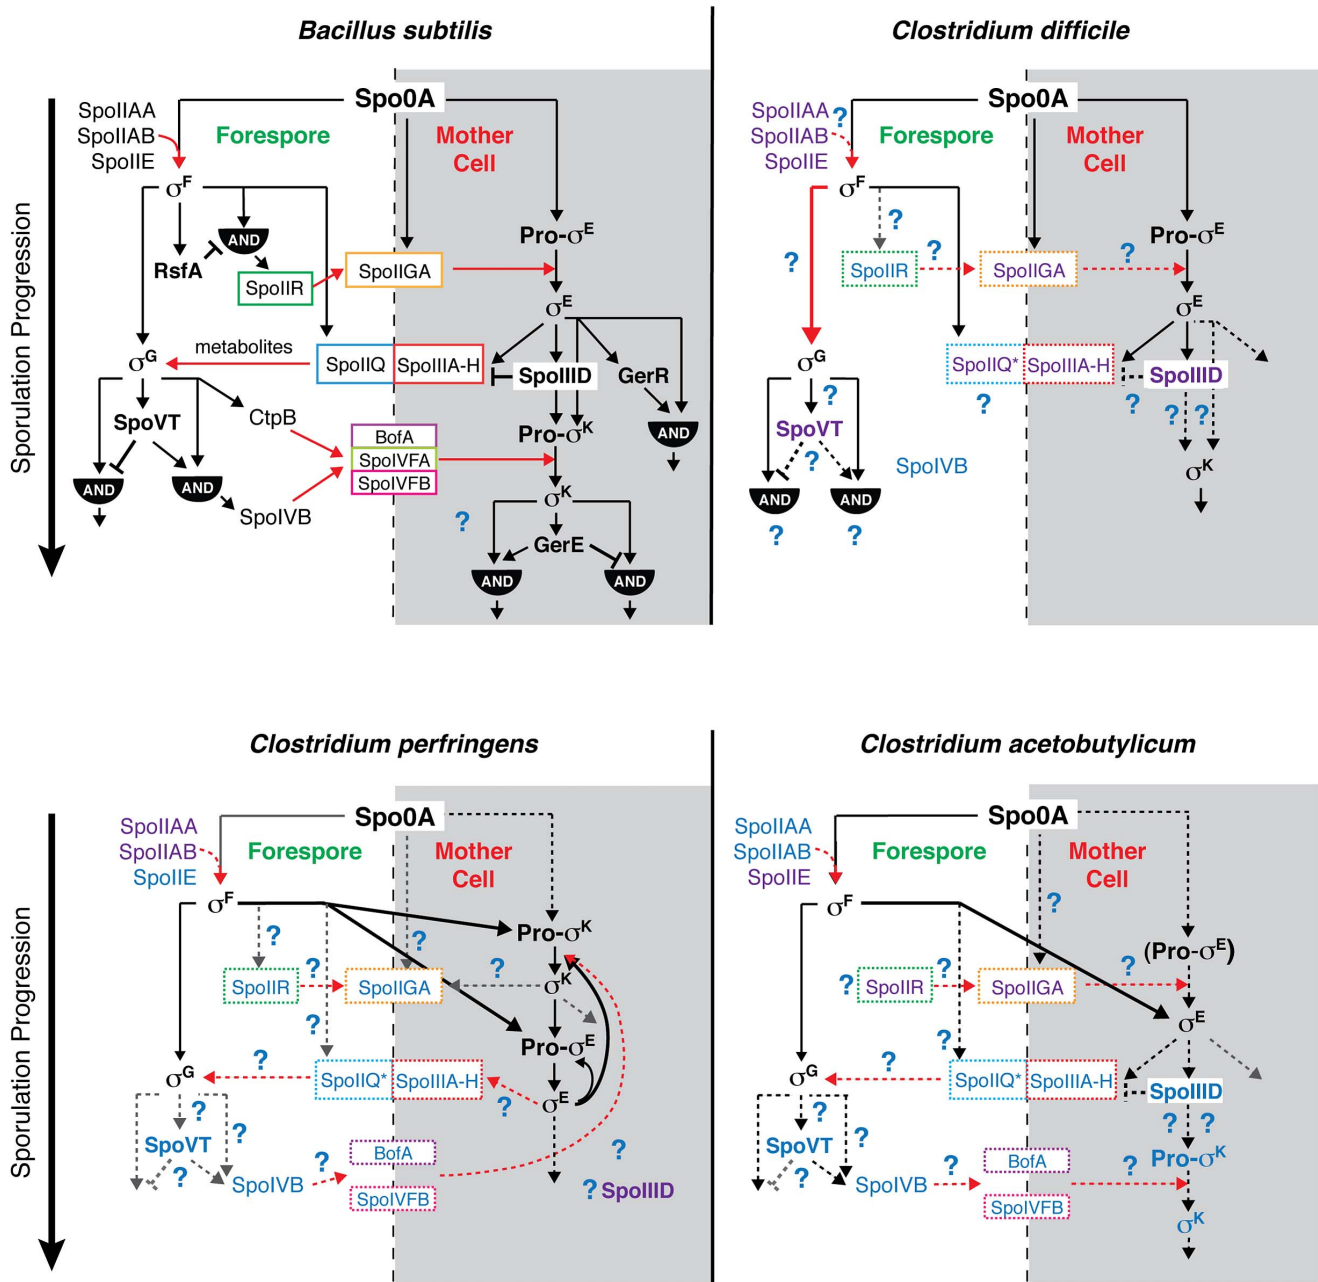 Bacillus subtilis
Sporulation Progression
Spo0A
SpoIIAA
SpoIIAB
SpoIIE
Forespore
Mother
Cell
σF
AND
RsfA
SpoIIR
SpoIIGA
Pro-σE
σE
metabolites
σG
SpoIIQ
SpoIIIA-H
SpoIIID
GerR
CtpB
SpoVT
BofA
SpoIVFA
SpoIVFB
Pro-σK
AND
AND
AND
SpoIVB
?
σK
GerE
AND
AND
Clostridium difficile
Spo0A
SpoIIAA
?
SpoIIAB
SpoIIE
Forespore
Mother
Cell
σF
?
?
?
?
SpoIIR
SpoIIGA
Pro-σE
σE
σG
SpoIIQ*
SpoIIIA-H
SpoIIID
?
?
?
?
?
SpoVT
?
SpoIVB
σK
AND
AND
?
?
Clostridium perfringens
Sporulation Progression
Spo0A
SpoIIAA
SpoIIAB
SpoIIE
Forespore
Mother
Cell
σF
?
?
?
?
SpoIIR
SpoIIGA
Pro-σK
σK
?
Pro-σE
σG
?
SpoIIQ*
SpoIIIA-H
?
σE
?
?
SpoVT
?
SpoIVB
?
BofA
SpoIVFB
?
?
SpoIIID
Clostridium acetobutylicum
Spo0A
SpoIIAA
SpoIIAB
SpoIIE
Forespore
Mother
Cell
σF
?
?
?
?
SpoIIR
SpoIIGA
(Pro-σE)
σE
?
σG
?
SpoIIQ*
SpoIIIA-H
SpoIIID
?
?
?
?
SpoVT
?
SpoIVB
?
BofA
SpoIVFB
?
Pro-σK
σK